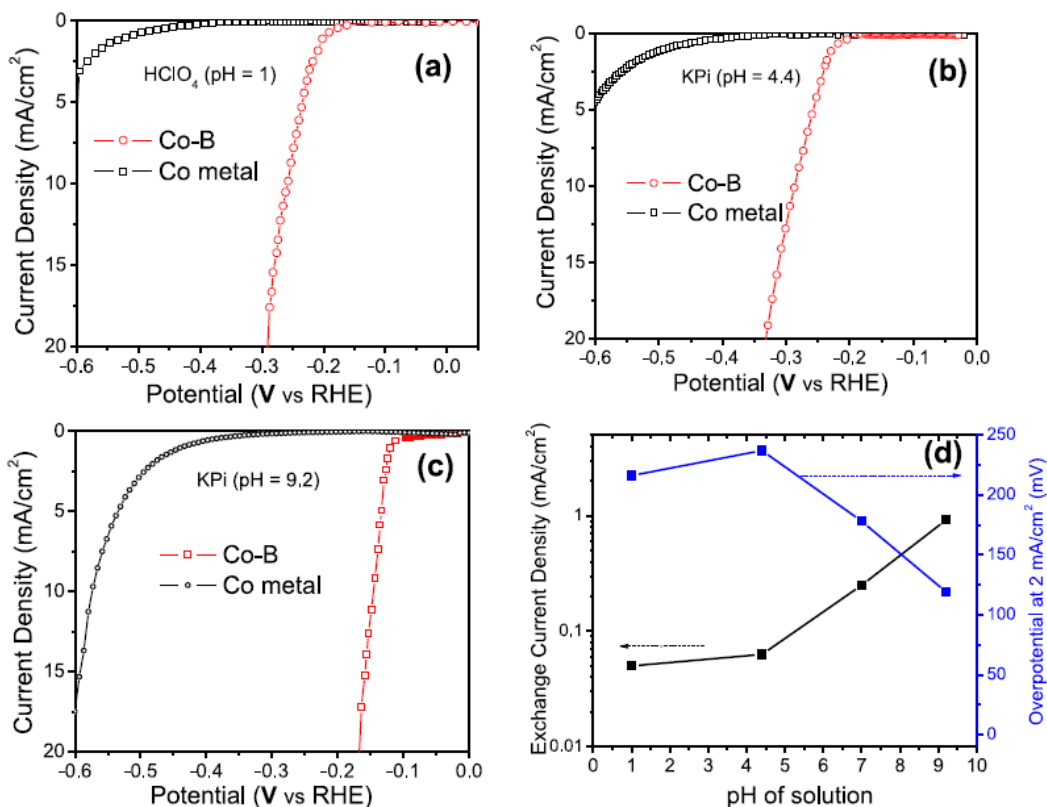 (a)
HClO4 (pH = 1)
Co-B
Co metal
Current Density (mA/cm2)
0
5
10
15
20
-0.6 -0.5 -0.4 -0.3 -0.2 -0.1 0.0
Potential (V vs RHE)
(b)
KPi (pH = 4.4)
Co-B
Co metal
Current Density (mA/cm2)
0
5
10
15
20
-0.6 -0.5 -0.4 -0.3 -0.2 -0.1 0.0
Potential (V vs RHE)
(c)
KPi (pH = 9.2)
Co-B
Co metal
Current Density (mA/cm2)
0
5
10
15
20
-0.6 -0.5 -0.4 -0.3 -0.2 -0.1 0.0
Potential (V vs RHE)
(d)
Exchange Current Density (mA/cm2)
1
0.1
0.01
0 1 2 3 4 5 6 7 8 9 10
pH of solution
250
200
150
100
50
0
Overpotential at 2 mA/cm2 (mV)